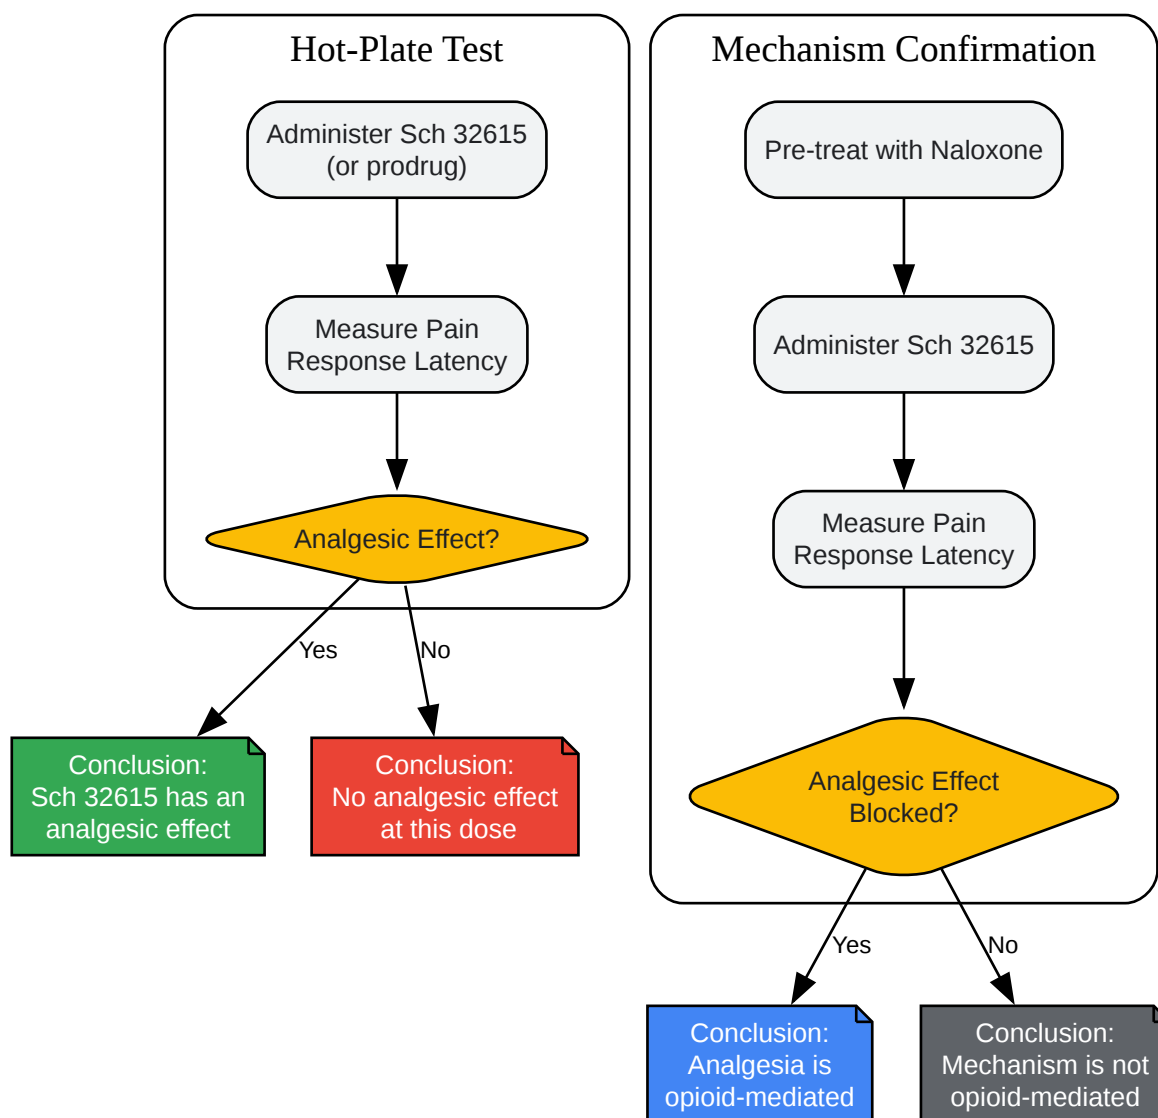 Hot-Plate Test
Administer Sch 32615
(or prodrug)
Measure Pain
Response Latency
Analgesic Effect?
Yes
No
Conclusion:
Sch 32615 has an
analgesic effect
Conclusion:
No analgesic effect
at this dose
Mechanism Confirmation
Pre-treat with Naloxone
Administer Sch 32615
Measure Pain
Response Latency
Analgesic Effect
Blocked?
Yes
No
Conclusion:
Analgesia is
opioid-mediated
Conclusion:
Mechanism is not
opioid-mediated